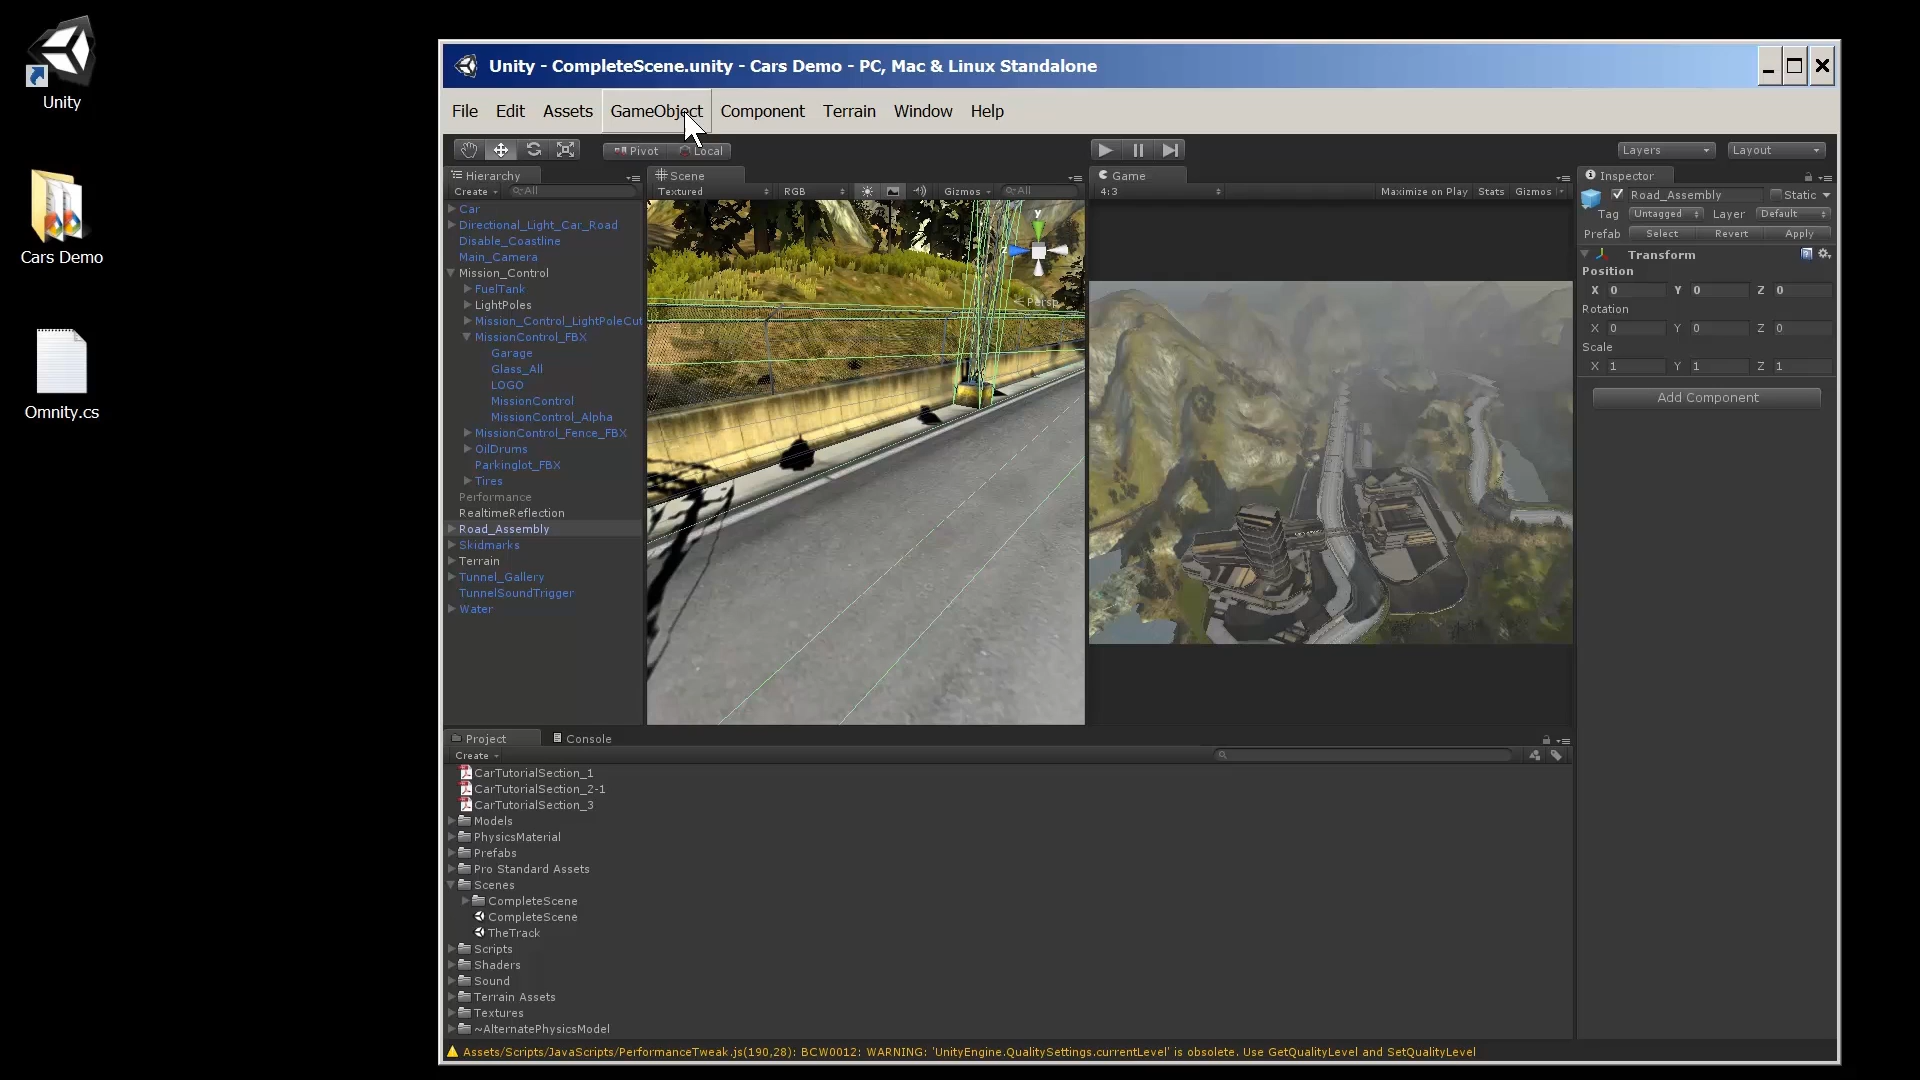 Unity
Cars Demo
Omnity.cs
Unity - CompleteScene.unity - Cars Demo - PC, Mac & Linux Standalone
File Edit Assets GameObject Component Terrain Window Help
Pivot Local
Layers Layout
Hierarchy
Create All
Car
Directional_Light_Car_Road
Disable_Coastline
Main_Camera
Mission_Control
FuelTank
LightPoles
Mission_Control_LightPoleCut
MissionControl_FBX
Garage
Glass_All
LOGO
MissionControl
MissionControl_Alpha
MissionControl_Fence_FBX
OilDrums
Parkinglot_FBX
Tires
Performance
RealtimeReflection
Road_Assembly
Skidmarks
Terrain
Tunnel_Gallery
TunnelSoundTrigger
Water
Scene
Textured RGB Gizmos All
y
Persp
Game
4:3 Maximize on Play Stats Gizmos
Inspector
Road_Assembly Static
Tag Untagged Layer Default
Prefab Select Revert Apply
Transform
Position
X 0 Y 0 Z 0
Rotation
X 0 Y 0 Z 0
Scale
X 1 Y 1 Z 1
Add Component
Project Console
Create
CarTutorialSection_1
CarTutorialSection_2-1
CarTutorialSection_3
Models
PhysicsMaterial
Prefabs
Pro Standard Assets
Scenes
CompleteScene
CompleteScene
TheTrack
Scripts
Shaders
Sound
Terrain Assets
Textures
~AlternatePhysicsModel
Assets/Scripts/JavaScripts/PerformanceTweak.js(190,28): BCW0012: WARNING: 'UnityEngine.QualitySettings.currentLevel' is obsolete. Use GetQualityLevel and SetQualityLevel